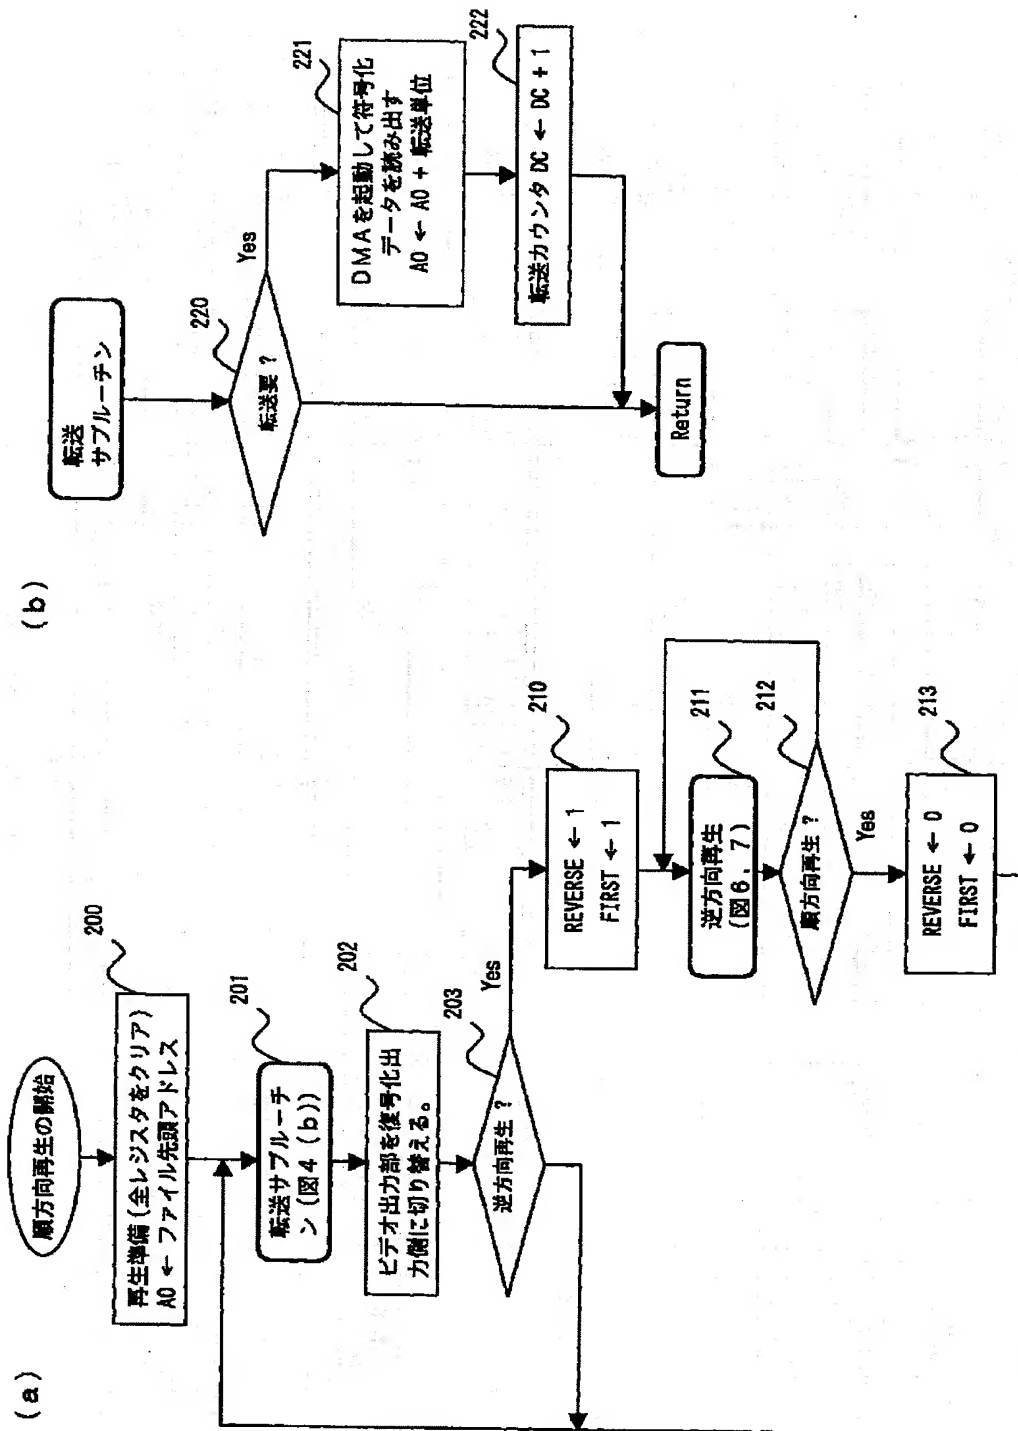 (a)
順方向再生の開始
200
再生準備(全レジスタをクリア)
A0 ← ファイル先頭アドレス
201
転送サブルーチ
ン(図4 (b))
202
ビデオ出力部を復号化出
力側に切り替える。
203
逆方向再生?
Yes
210
REVERSE ← 1
FIRST ← 1
211
逆方向再生
(図6、7)
212
順方向再生?
Yes
213
REVERSE ← 0
FIRST ← 0
(b)
転送
サブルーチン
220
転送要?
Yes
221
DMAを起動して符号化
データを読み出す
A0 ← A0 + 転送単位
222
転送カウンタ DC ← DC + 1
Return